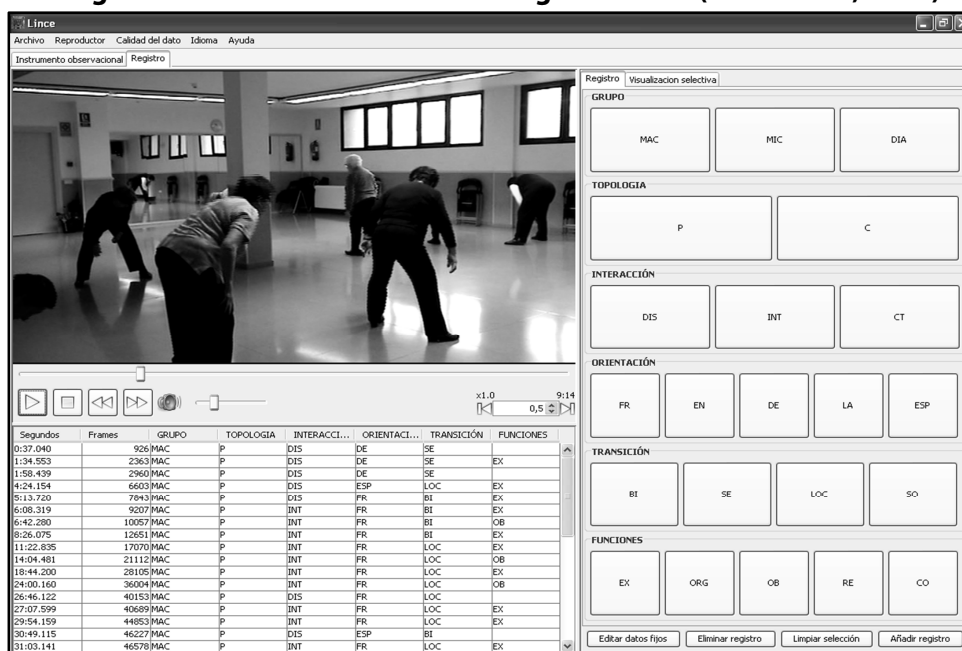 Lince
Archivo Reproductor Calidad del dato Idioma Ayuda
Instrumento observacional Registro
x1.0 9:14
0,5
Segundos Frames GRUPO TOPOLOGIA INTERACCI... ORIENTACI... TRANSICIÓN FUNCIONES
0:37.040 926 MAC P DIS DE SE
1:34.553 2363 MAC P DIS DE SE EX
1:58.439 2960 MAC P DIS DE SE
4:24.154 6603 MAC P DIS ESP LOC EX
5:13.720 7843 MAC P DIS FR BI EX
6:08.319 9207 MAC P INT FR BI EX
6:42.280 10057 MAC P INT FR BI OB
8:26.075 12651 MAC P INT FR BI EX
11:22.835 17070 MAC P INT FR LOC EX
14:04.481 21112 MAC P INT FR LOC OB
18:44.200 28105 MAC P INT FR LOC EX
24:00.160 36004 MAC P INT FR LOC OB
26:46.122 40153 MAC P DIS FR LOC
27:07.599 40689 MAC P INT FR LOC EX
29:54.159 44853 MAC P INT FR LOC EX
30:49.115 46227 MAC P DIS ESP BI
31:03.141 46578 MAC P INT FR LOC EX
Registro Visualizacion selectiva
GRUPO
MAC MIC DIA
TOPOLOGIA
P C
INTERACCIÓN
DIS INT CT
ORIENTACIÓN
FR EN DE LA ESP
TRANSICIÓN
BI SE LOC SO
FUNCIONES
EX ORG OB RE CO
Editar datos fijos Eliminar registro Limpiar selección Añadir registro